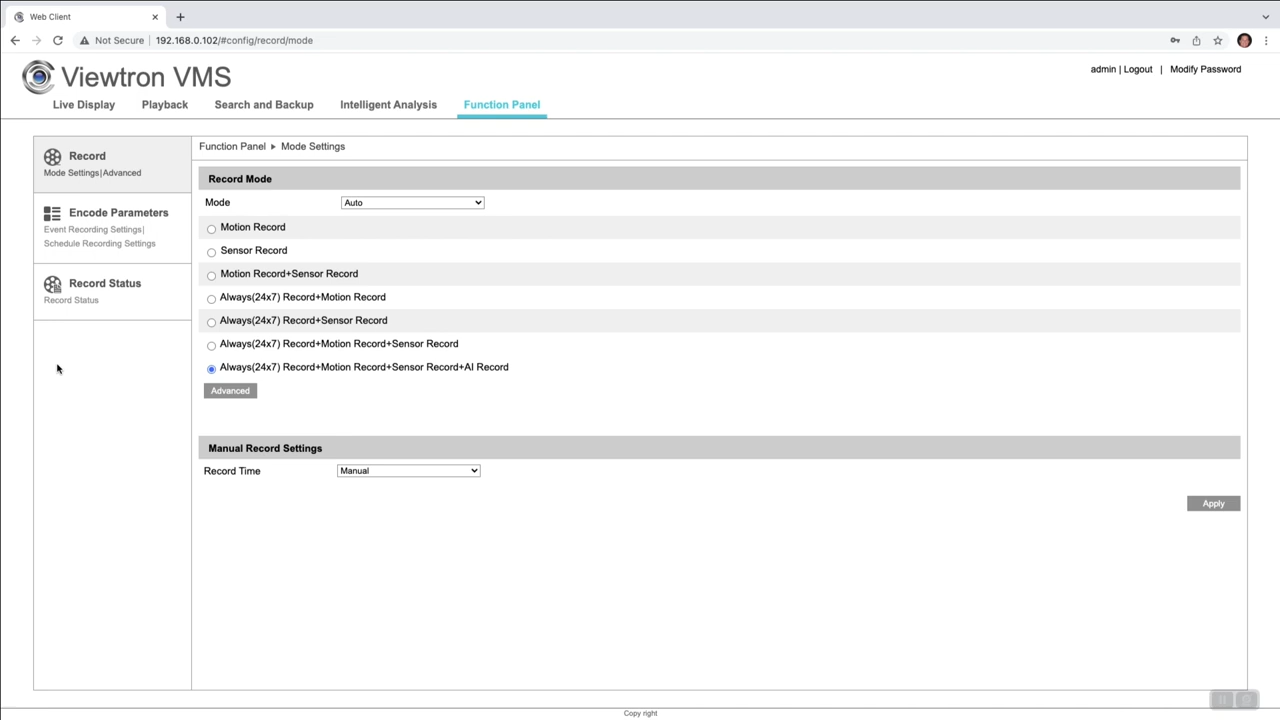 Web Client
Not Secure 192.168.0.102/#config/record/mode
Viewtron VMS
admin | Logout | Modify Password
Live Display Playback Search and Backup Intelligent Analysis Function Panel
Record
Mode Settings|Advanced
Encode Parameters
Event Recording Settings|
Schedule Recording Settings
Record Status
Record Status
Function Panel ▸ Mode Settings
Record Mode
Mode Auto
Motion Record
Sensor Record
Motion Record+Sensor Record
Always(24x7) Record+Motion Record
Always(24x7) Record+Sensor Record
Always(24x7) Record+Motion Record+Sensor Record
Always(24x7) Record+Motion Record+Sensor Record+AI Record
Advanced
Manual Record Settings
Record Time Manual
Apply
Copy right